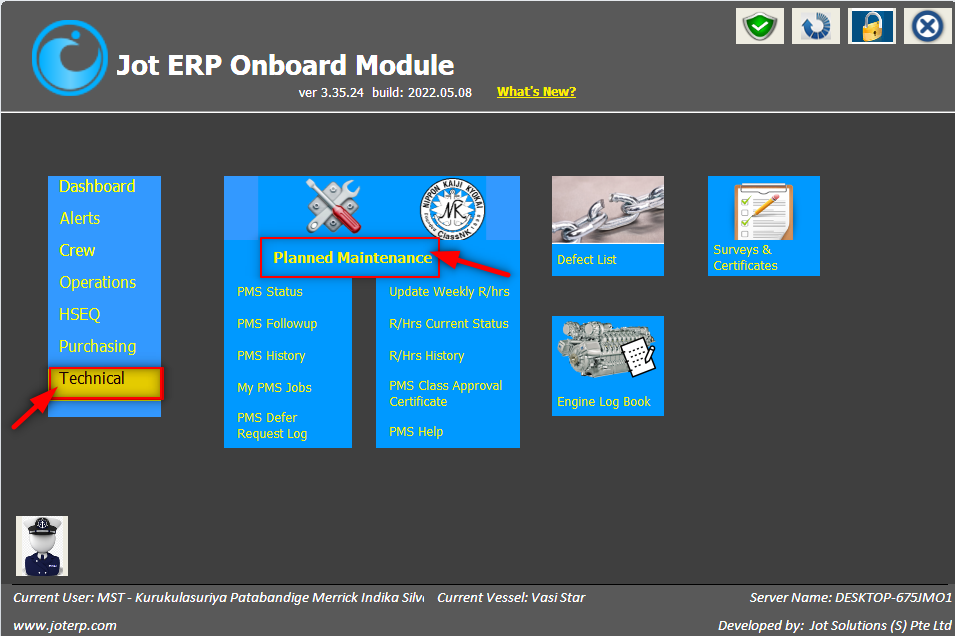 Jot ERP Onboard Module
ver 3.35.24 build: 2022.05.08
What's New?
Dashboard
Alerts
Crew
Operations
HSEQ
Purchasing
Technical
NIPPON KAIJI KYOKAI
NK
ClassNK
Planned Maintenance
PMS Status
PMS Followup
PMS History
My PMS Jobs
PMS Defer
Request Log
Update Weekly R/hrs
R/Hrs Current Status
R/Hrs History
PMS Class Approval
Certificate
PMS Help
Defect List
Engine Log Book
Surveys &
Certificates
Current User: MST - Kurukulasuriya Patabandige Merrick Indika Silv
Current Vessel: Vasi Star
Server Name: DESKTOP-675JMO1
www.joterp.com
Developed by: Jot Solutions (S) Pte Ltd